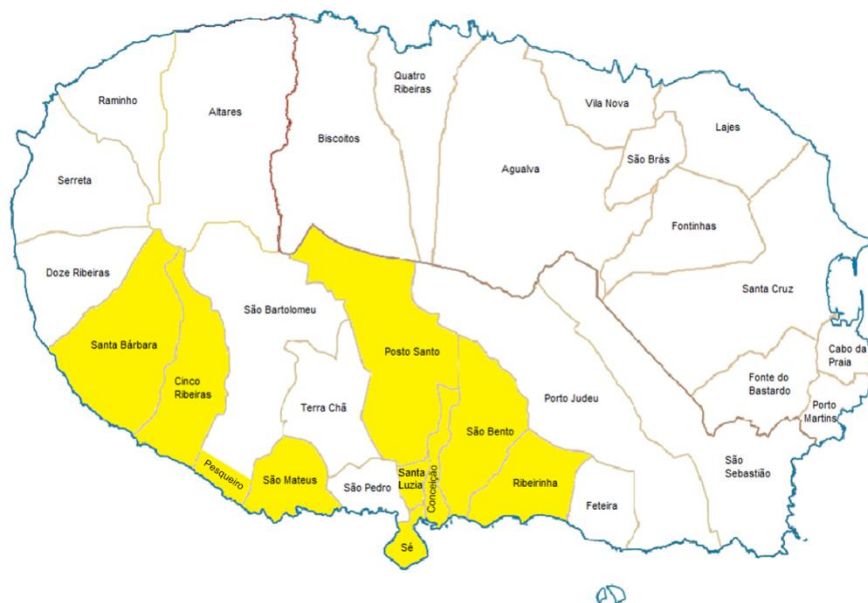 Raminho
Altares
Quatro
Ribeiras
Biscoitos
Vila Nova
Lajes
São Brás
Agualva
Serreta
Fontinhas
Doze Ribeiras
Santa Cruz
São Bartolomeu
Santa Bárbara
Posto Santo
Cabo da
Praia
Cinco
Ribeiras
Fonte do
Bastardo
Terra Chã
Porto Judeu
Porto
Martins
São Bento
São
Sebastião
Pesqueiro
São Mateus
São Pedro
Santa
Luzia
Conceição
Ribeirinha
Feteira
Sé